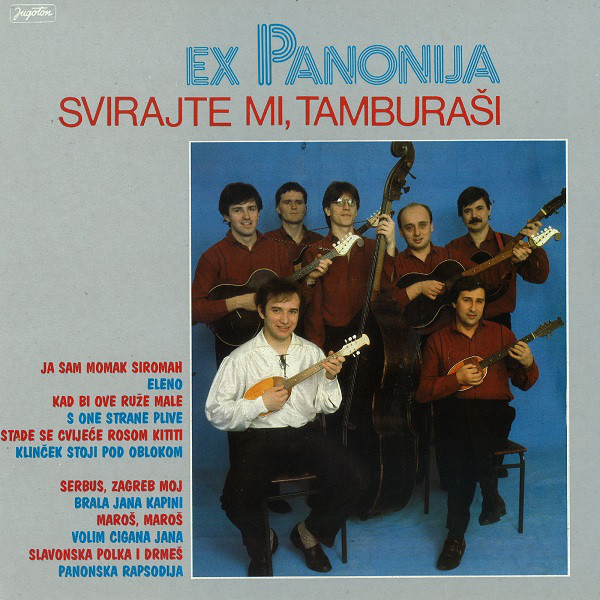 Jugoton
EX PANONIJA
SVIRAJTE MI, TAMBURAŠI
JA SAM MOMAK SIROMAH
ELENO
KAD BI OVE RUŽE MALE
S ONE STRANE PLIVE
STADE SE CVIJEĆE ROSOM KITITI
KLINČEK STOJI POD OBLOKOM
SERBUS, ZAGREB MOJ
BRALA JANA KAPINI
MAROŠ, MAROŠ
VOLIM CIGANA JANA
SLAVONSKA POLKA I DRMEŠ
PANONSKA RAPSODIJA